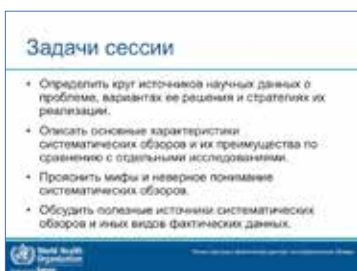 Задачи сессии
• Определить круг источников научных данных о
проблеме, вариантах ее решения и стратегиях их
реализации.
• Описать основные характеристики
систематических обзоров и их преимущества по
сравнению с отдельными исследованиями.
• Прояснить мифы и неверное понимание
систематических обзоров.
• Обсудить полезные источники систематических
обзоров и иных видов фактических данных.
World Health
Organization